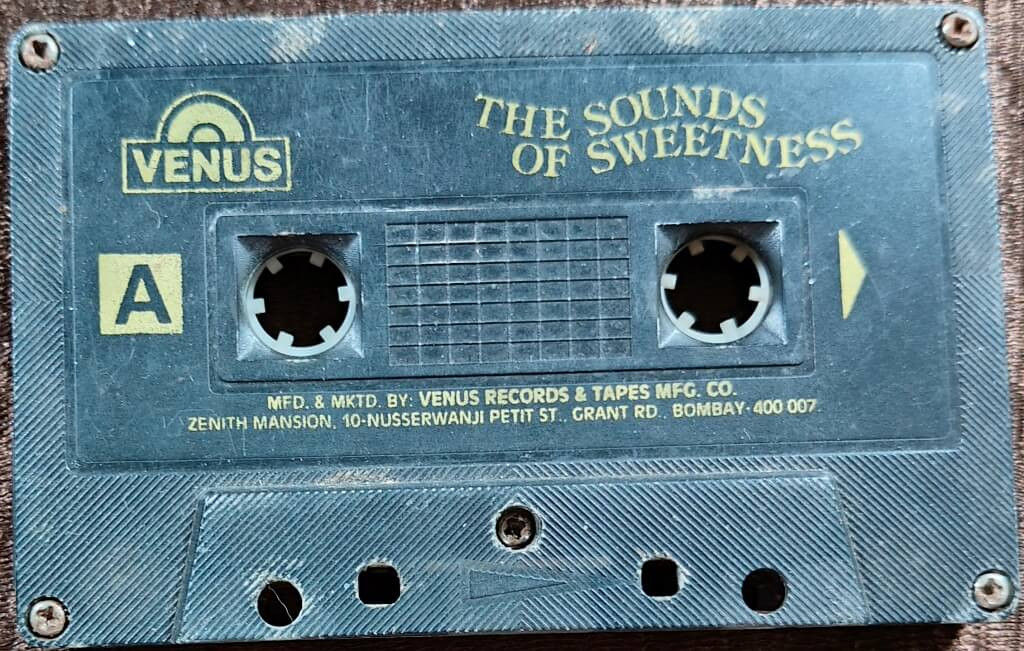 VENUS
THE SOUNDS
OF SWEETNESS
A
MFD. & MKTD. BY: VENUS RECORDS & TAPES MFG. CO.
ZENITH MANSION, 10-NUSSERWANJI PETIT ST., GRANT RD., BOMBAY-400 007.